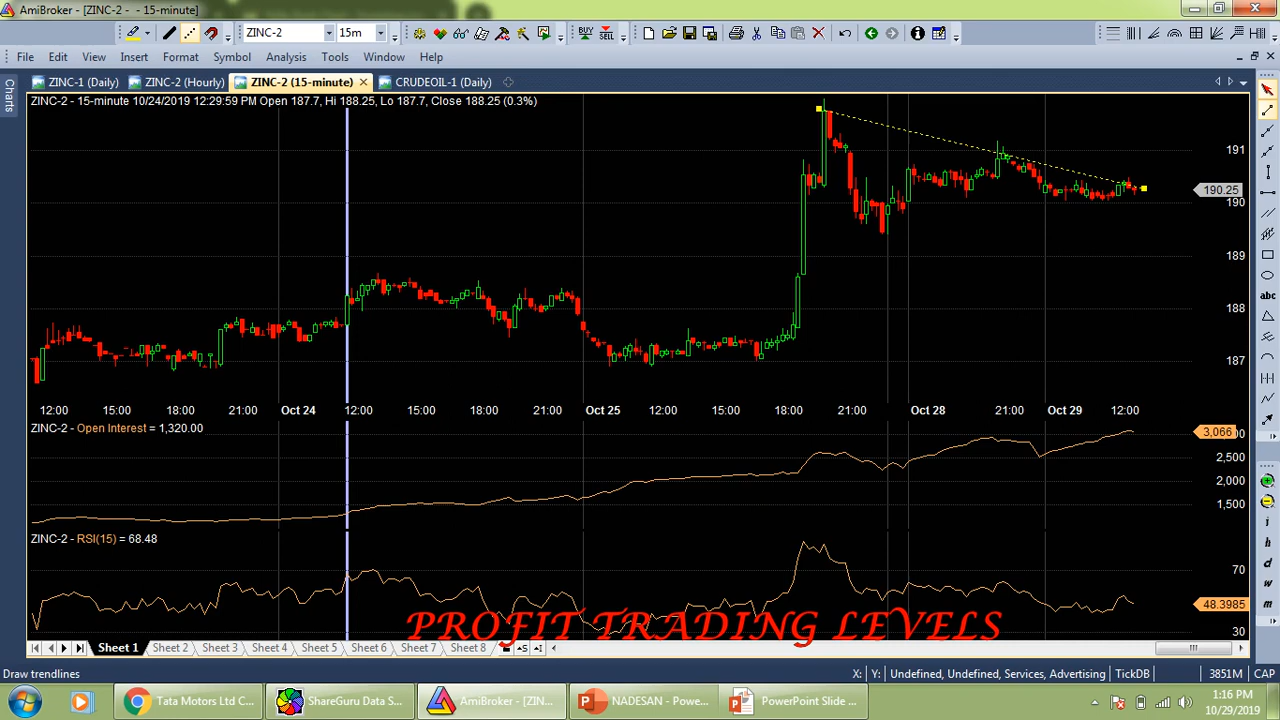 AmiBroker - [ZINC-2 - - 15-minute]
ZINC-2 15m BUY SELL
File Edit View Insert Format Symbol Analysis Tools Window Help
Charts
ZINC-1 (Daily) ZINC-2 (Hourly) ZINC-2 (15-minute) CRUDEOIL-1 (Daily)
ZINC-2 - 15-minute 10/24/2019 12:29:59 PM Open 187.7, Hi 188.25, Lo 187.7, Close 188.25 (0.3%)
191
190.25
190
189
188
187
12:00 15:00 18:00 21:00 Oct 24 12:00 15:00 18:00 21:00 Oct 25 12:00 15:00 18:00 21:00 Oct 28 21:00 Oct 29 12:00
ZINC-2 - Open Interest = 1,320.00
3,066
2,500
2,000
1,500
ZINC-2 - RSI(15) = 68.48
70
48.3985
30
abc
i
h
d
w
m
PROFIT TRADING LEVELS
Sheet 1 Sheet 2 Sheet 3 Sheet 4 Sheet 5 Sheet 6 Sheet 7 Sheet 8
Draw trendlines X: Y: Undefined, Undefined, Services, Advertising TickDB 3851M CAP
Tata Motors Ltd C... ShareGuru Data S... AmiBroker - [ZIN... NADESAN - Powe... PowerPoint Slide ...
1:16 PM
10/29/2019